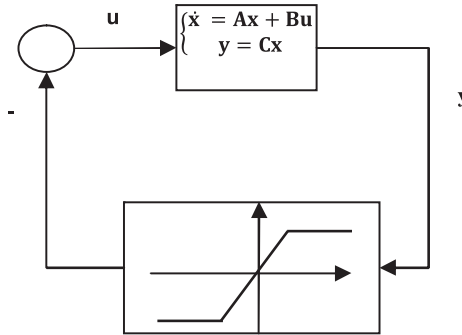 u
ẋ = Ax + Bu
y = Cx
-
y